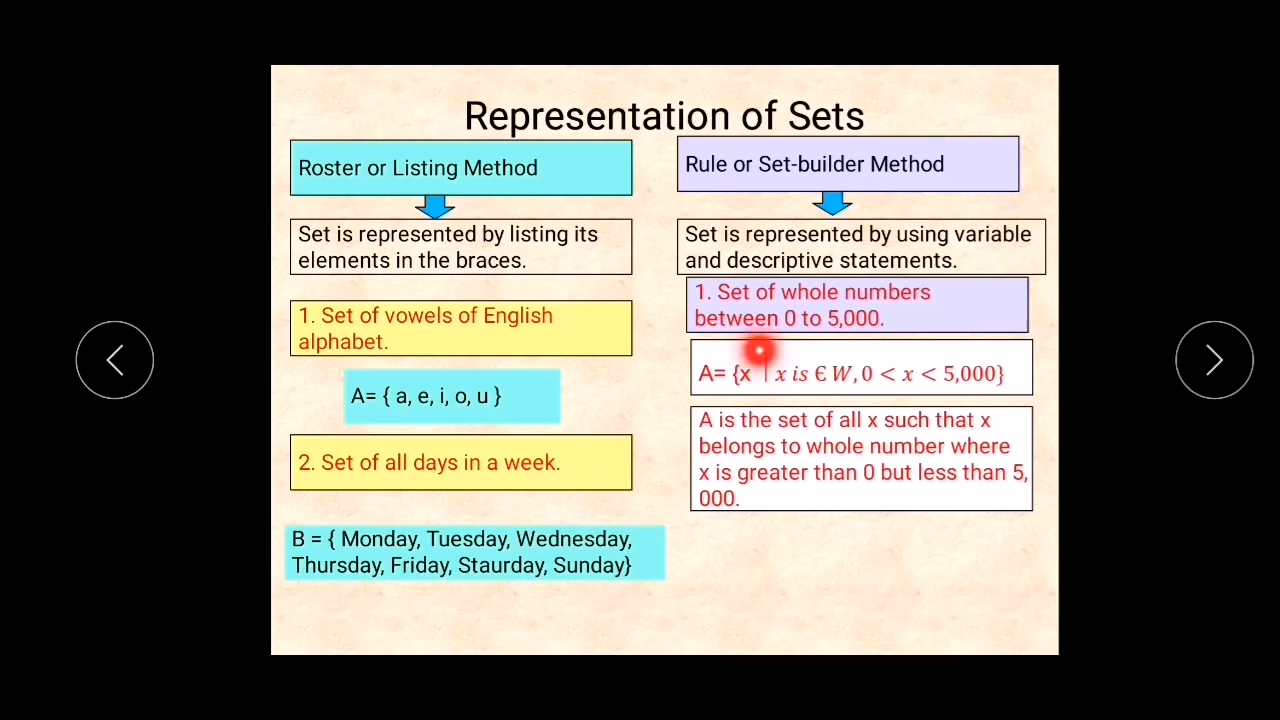 Representation of Sets
Roster or Listing Method
Set is represented by listing its
elements in the braces.
1. Set of vowels of English
alphabet.
A= { a, e, i, o, u }
2. Set of all days in a week.
B = { Monday, Tuesday, Wednesday,
Thursday, Friday, Staurday, Sunday}
Rule or Set-builder Method
Set is represented by using variable
and descriptive statements.
1. Set of whole numbers
between 0 to 5,000.
A= {x | x is € W, 0 < x < 5,000}
A is the set of all x such that x
belongs to whole number where
x is greater than 0 but less than 5,
000.